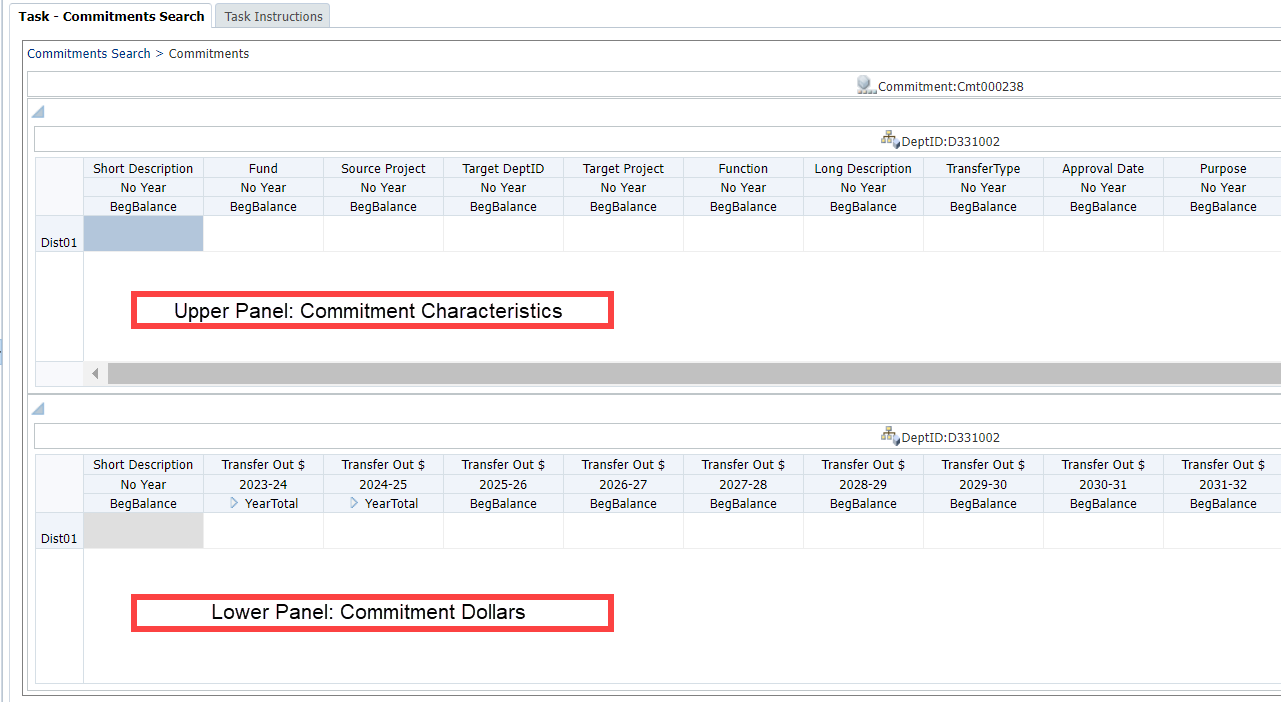 Task - Commitments Search Task Instructions
Commitments Search > Commitments
Commitment:Cmt000238
DeptID:D331002
Short Description Fund Source Project Target DeptID Target Project Function Long Description TransferType Approval Date Purpose
No Year No Year No Year No Year No Year No Year No Year No Year No Year No Year
BegBalance BegBalance BegBalance BegBalance BegBalance BegBalance BegBalance BegBalance BegBalance BegBalance
Dist01
Upper Panel: Commitment Characteristics
DeptID:D331002
Short Description Transfer Out $ Transfer Out $ Transfer Out $ Transfer Out $ Transfer Out $ Transfer Out $ Transfer Out $ Transfer Out $ Transfer Out $
No Year 2023-24 2024-25 2025-26 2026-27 2027-28 2028-29 2029-30 2030-31 2031-32
BegBalance YearTotal YearTotal BegBalance BegBalance BegBalance BegBalance BegBalance BegBalance BegBalance
Dist01
Lower Panel: Commitment Dollars